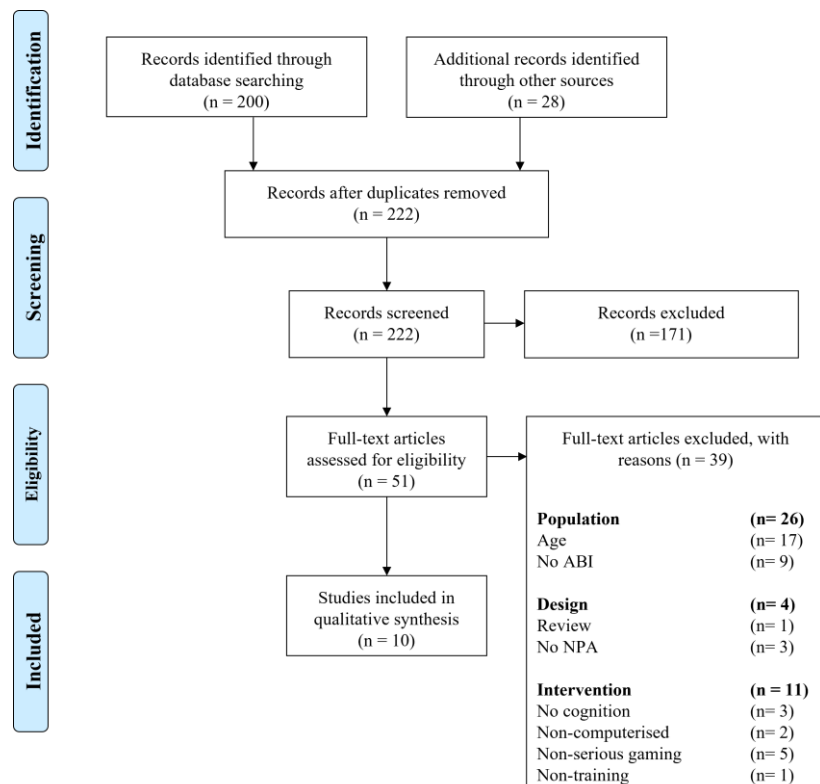 Identification
Records identified through
database searching
(n = 200)
Additional records identified
through other sources
(n = 28)
Records after duplicates removed
(n = 222)
Screening
Records screened
(n = 222)
Records excluded
(n =171)
Eligibility
Full-text articles
assessed for eligibility
(n = 51)
Full-text articles excluded, with
reasons (n = 39)
Population (n= 26)
Age (n= 17)
No ABI (n= 9)
Design (n= 4)
Review (n= 1)
No NPA (n= 3)
Intervention (n = 11)
No cognition (n= 3)
Non-computerised (n= 2)
Non-serious gaming (n= 5)
Non-training (n= 1)
Included
Studies included in
qualitative synthesis
(n = 10)